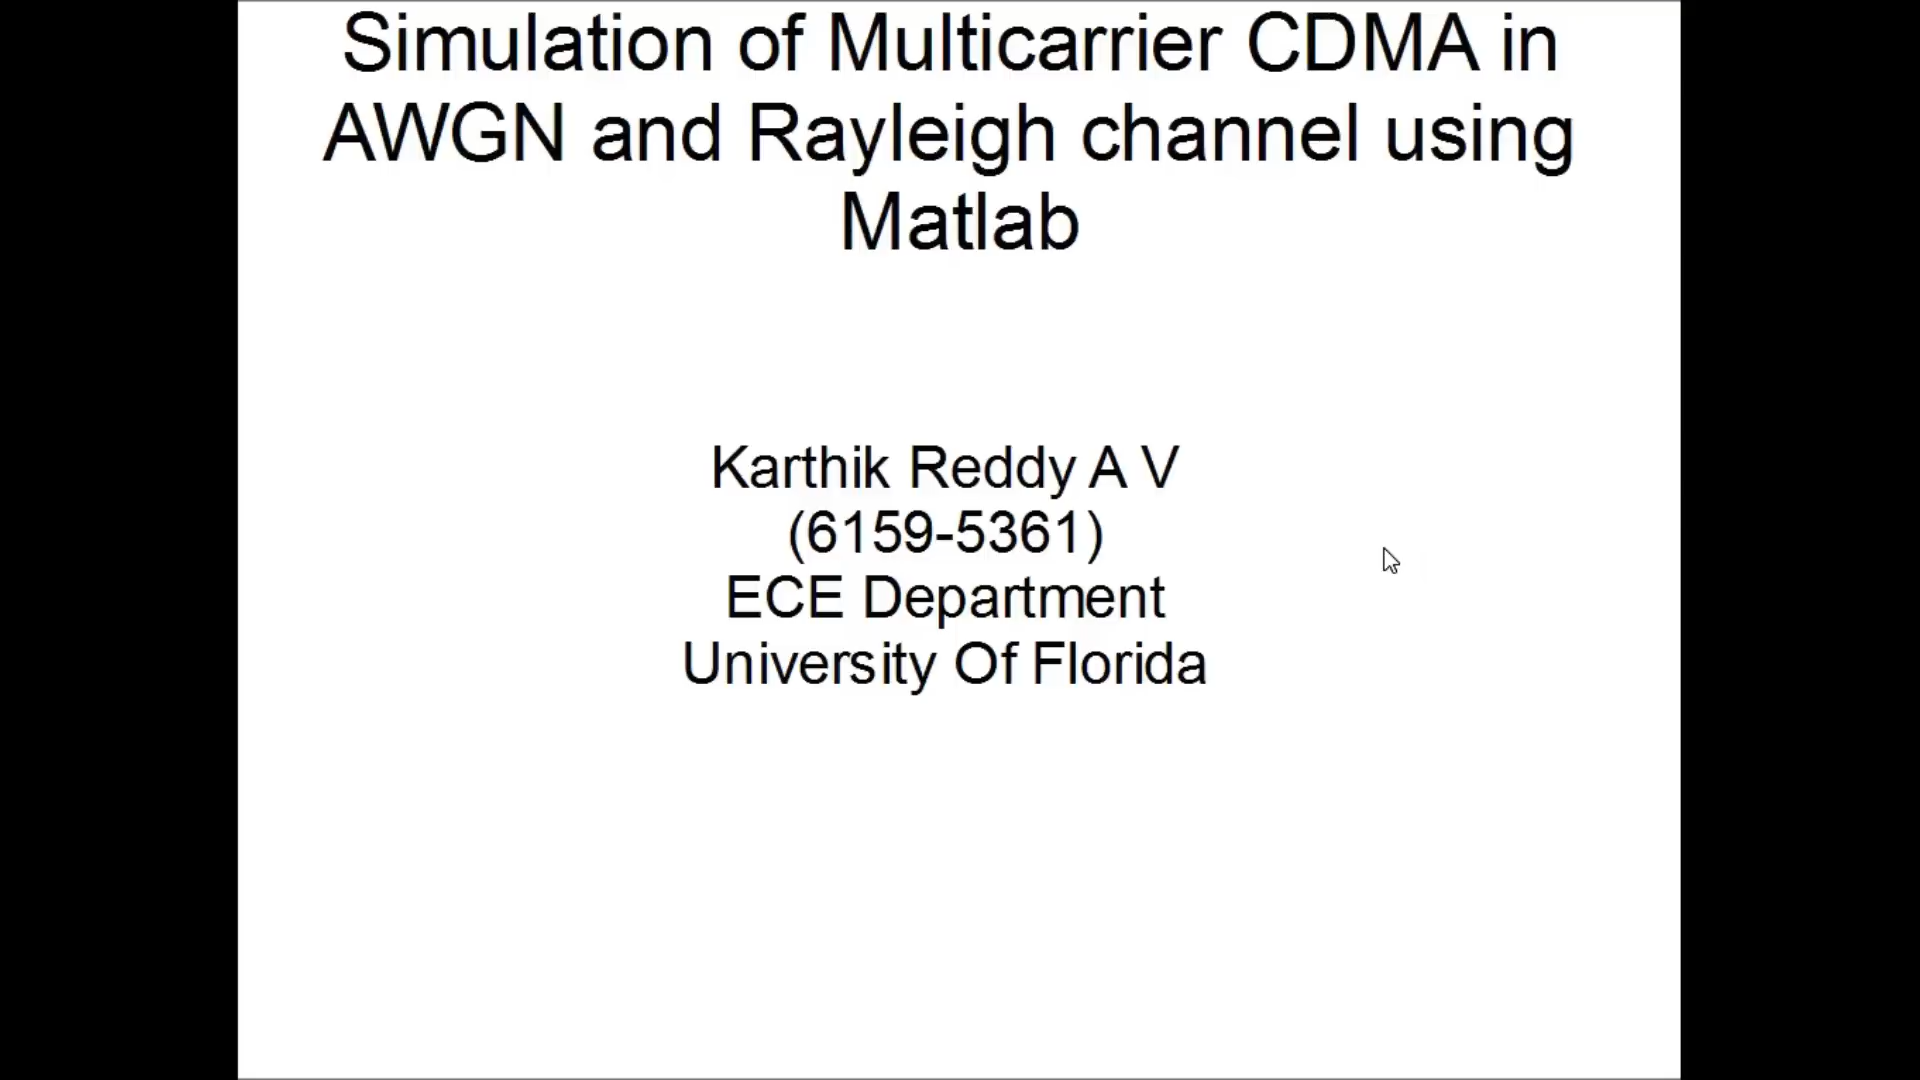 Simulation of Multicarrier CDMA in
AWGN and Rayleigh channel using
Matlab
Karthik Reddy A V
(6159-5361)
ECE Department
University Of Florida